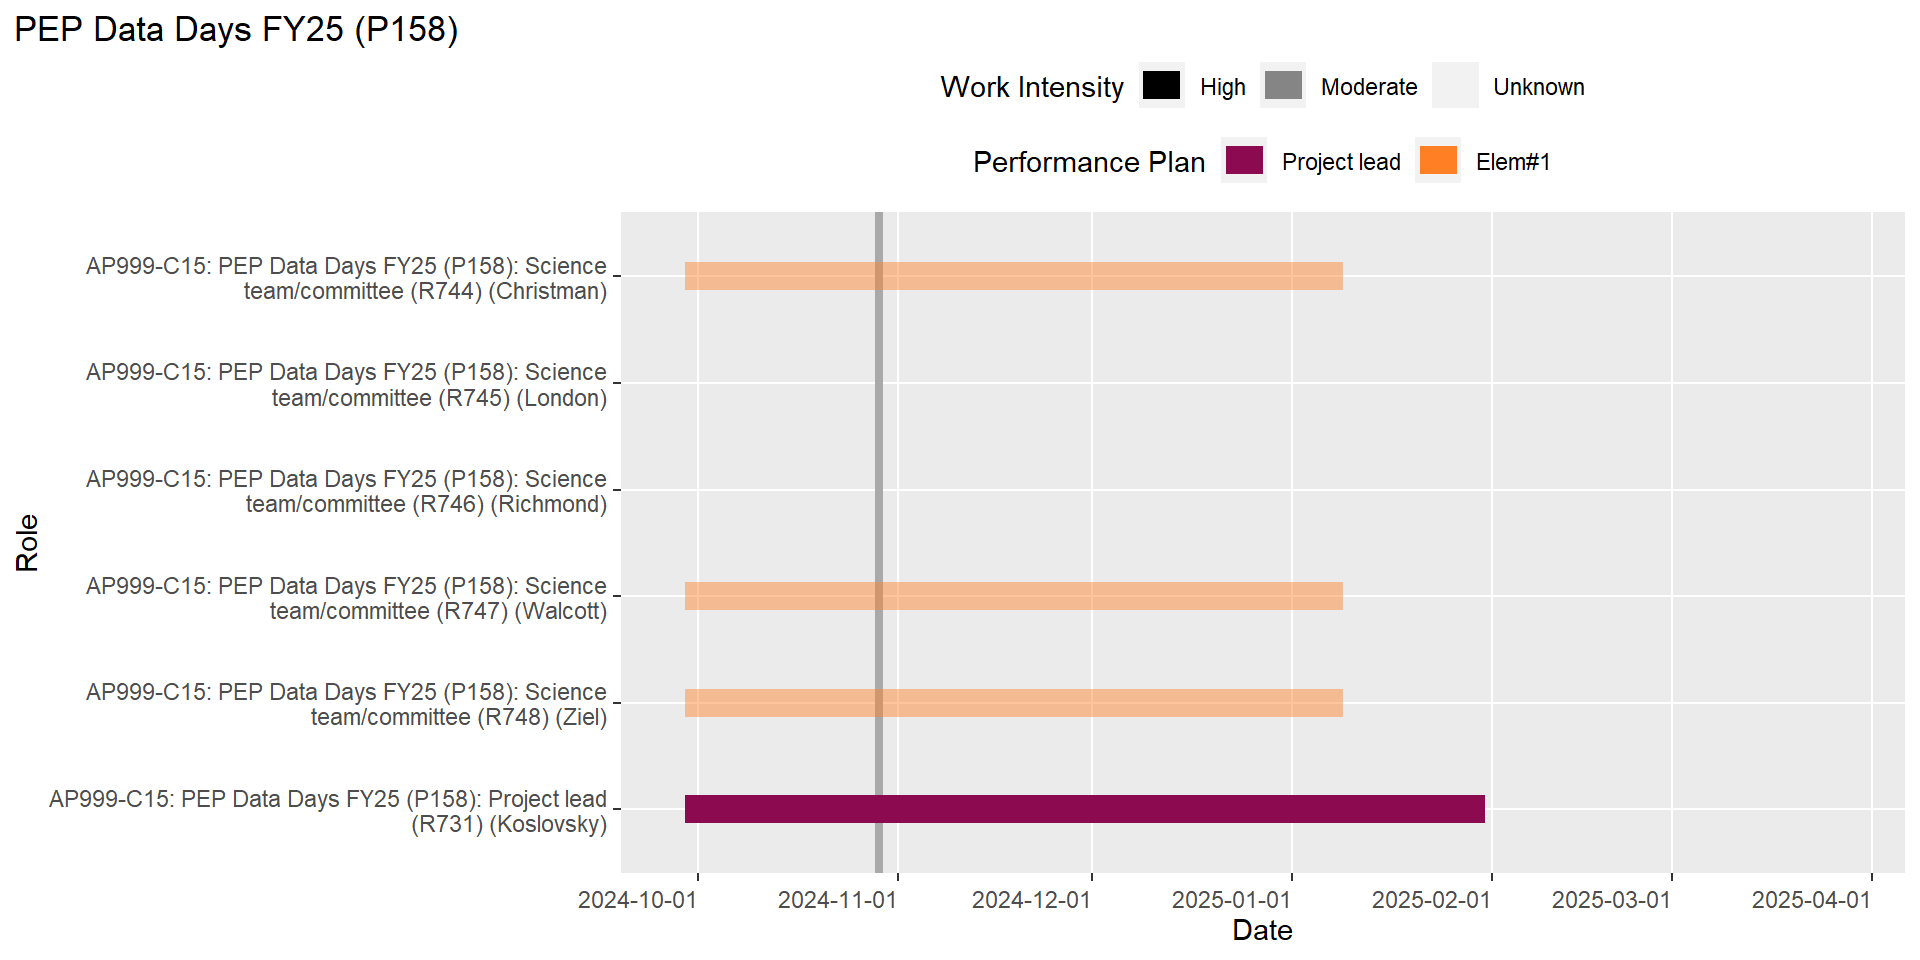 PEP Data Days FY25 (P158)
Work Intensity High Moderate Unknown
Performance Plan Project lead Elem#1
AP999-C15: PEP Data Days FY25 (P158): Science
team/committee (R744) (Christman)
AP999-C15: PEP Data Days FY25 (P158): Science
team/committee (R745) (London)
AP999-C15: PEP Data Days FY25 (P158): Science
team/committee (R746) (Richmond)
Role
AP999-C15: PEP Data Days FY25 (P158): Science
team/committee (R747) (Walcott)
AP999-C15: PEP Data Days FY25 (P158): Science
team/committee (R748) (Ziel)
AP999-C15: PEP Data Days FY25 (P158): Project lead
(R731) (Koslovsky)
2024-10-01 2024-11-01 2024-12-01 2025-01-01 2025-02-01 2025-03-01 2025-04-01
Date